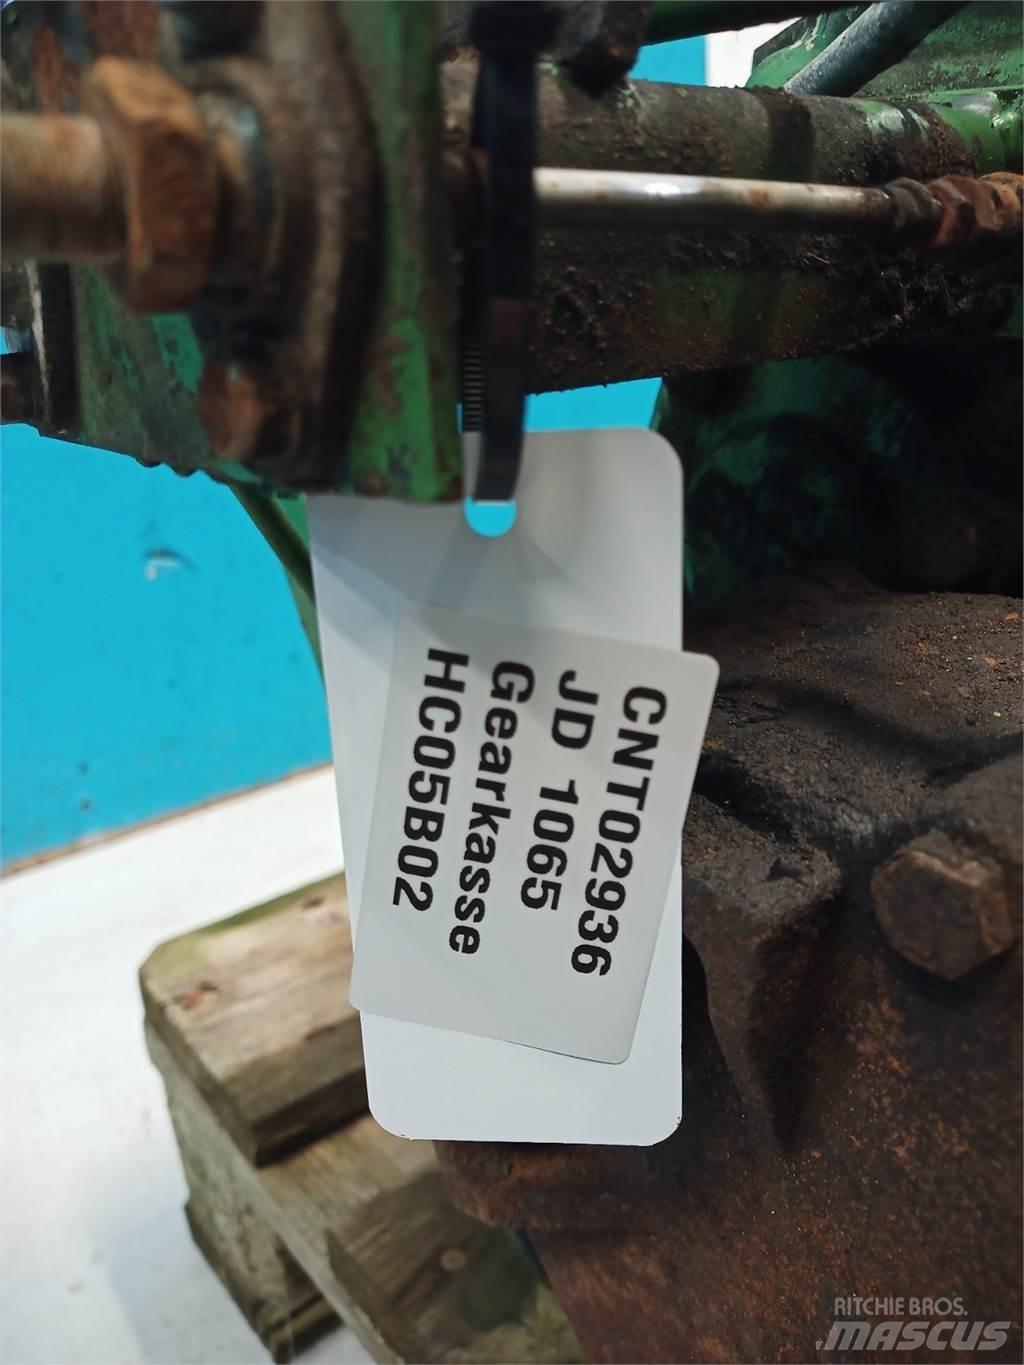 CNT02936
JD 1065
Gearkasse
HC05B02
RITCHIE BROS.
MASCUS